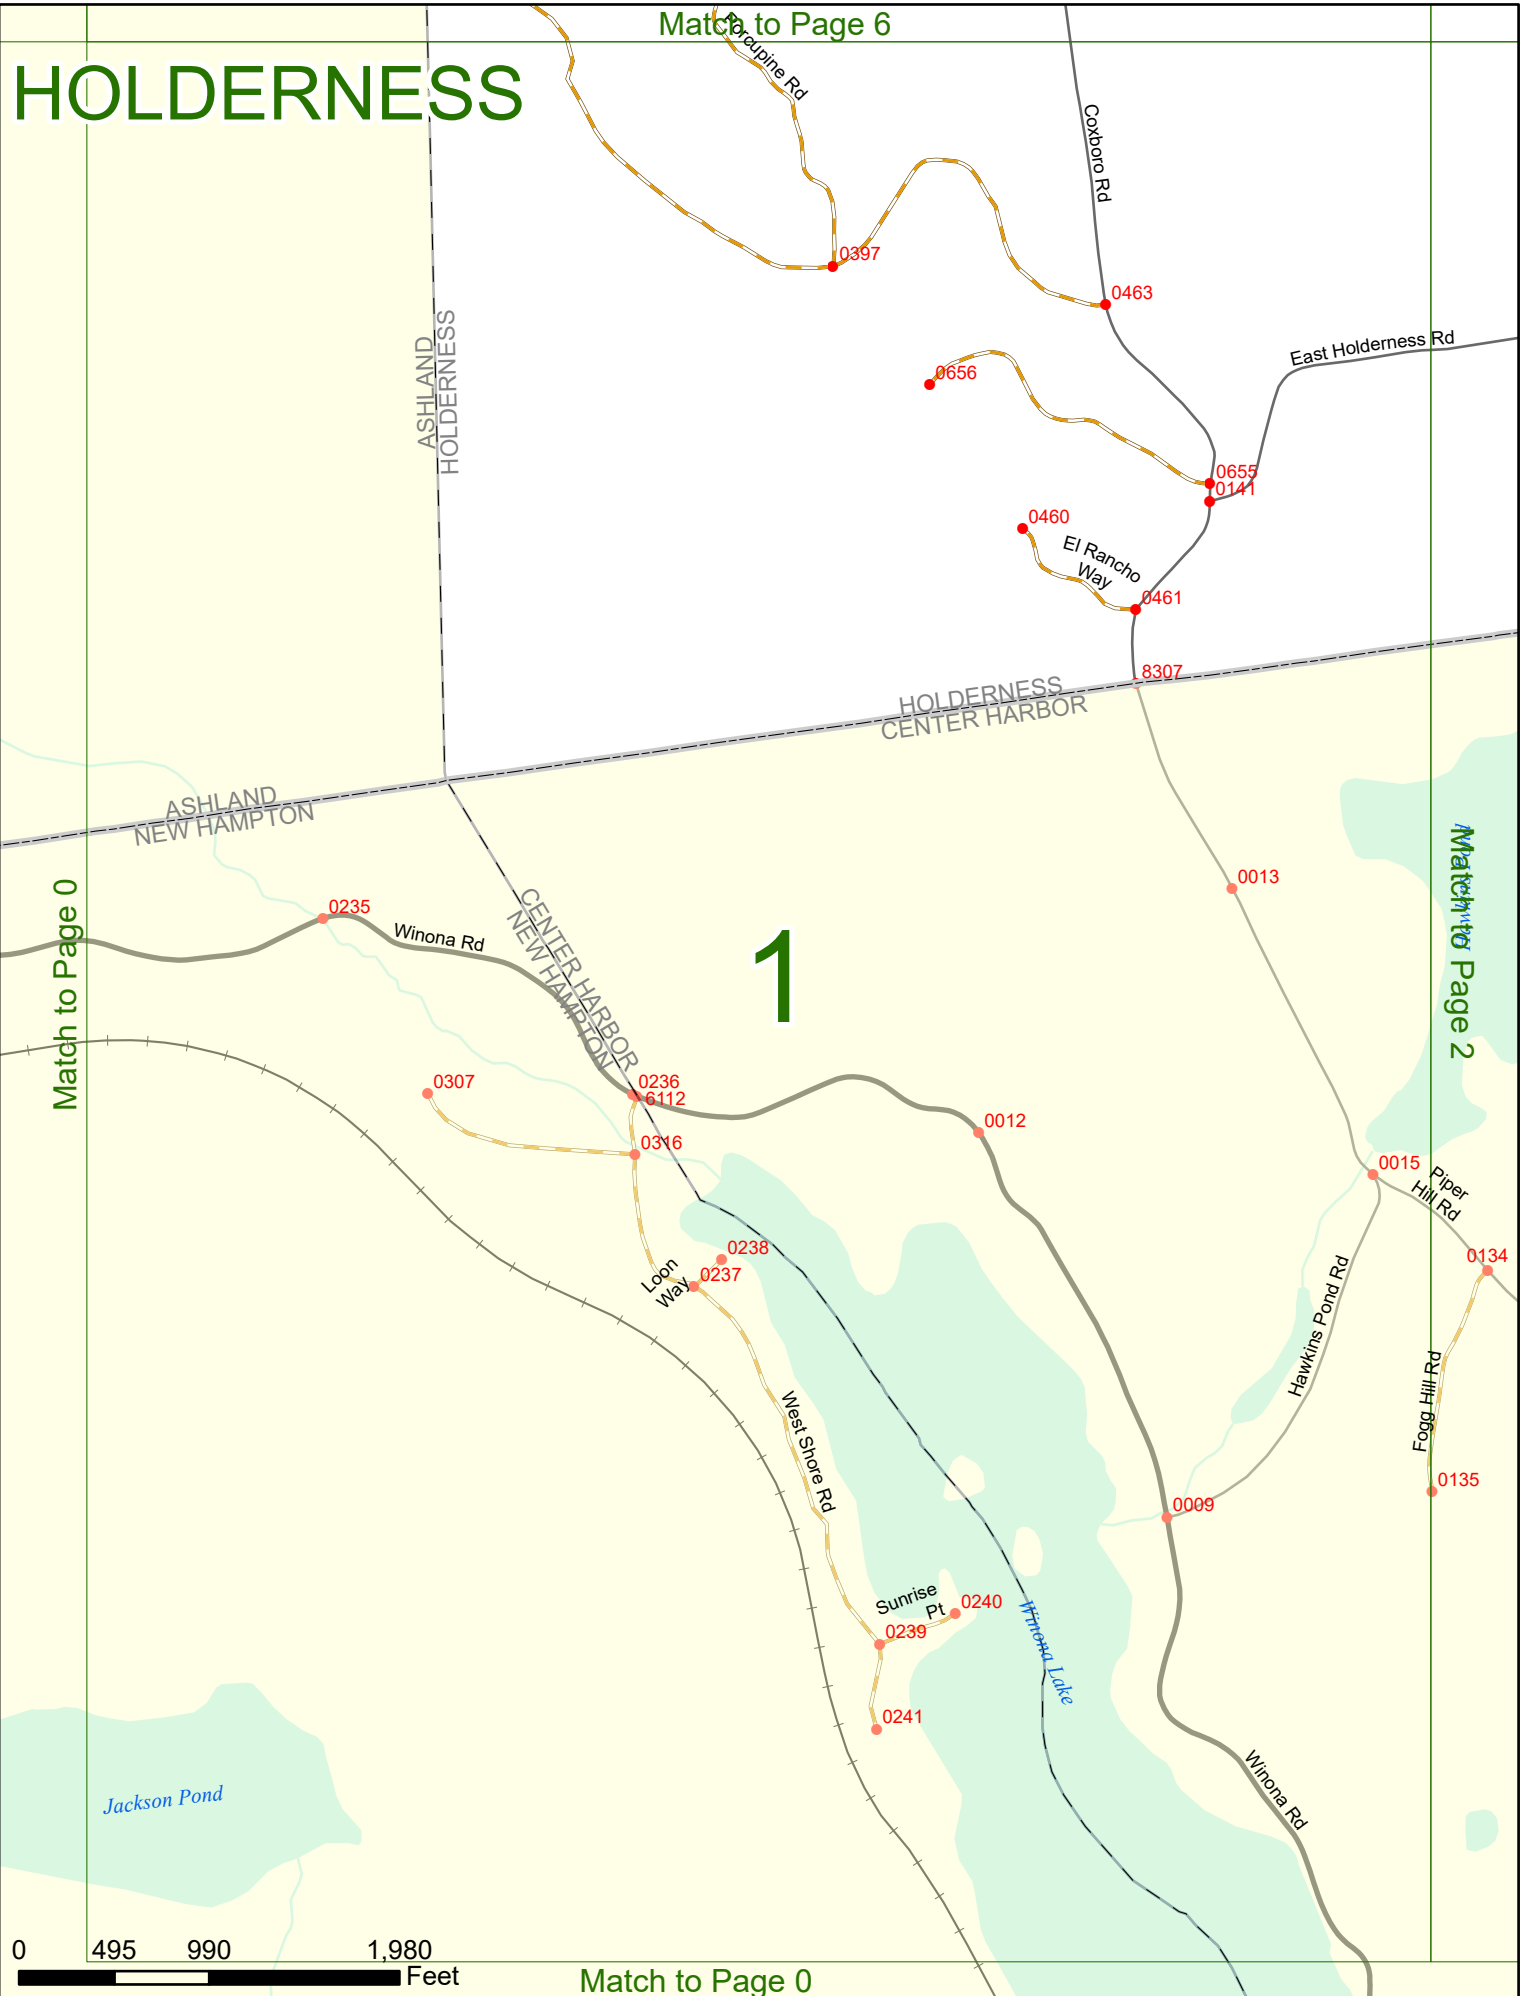 Match to Page 6
HOLDERNESS
Porcupine Rd
Coxboro Rd
0397
0463
East Holderness Rd
ASHLAND
HOLDERNESS
0656
0655
0141
0460
El Rancho
Way
0461
8307
HOLDERNESS
CENTER HARBOR
ASHLAND
NEW HAMPTON
Match to Page 0
0235
Winona Rd
CENTER HARBOR
NEW HAMPTON
1
0013
Match to Page 2
0307
0236
6112
0316
0012
0015
Piper
Hill Rd
0238
0237
Loon
Way
0134
Hawkins Pond Rd
Fogg Hill Rd
West Shore Rd
0135
0009
Sunrise
Pt
0240
0239
Winona Lake
0241
Winona Rd
Jackson Pond
0 495 990 1,980
Feet
Match to Page 0